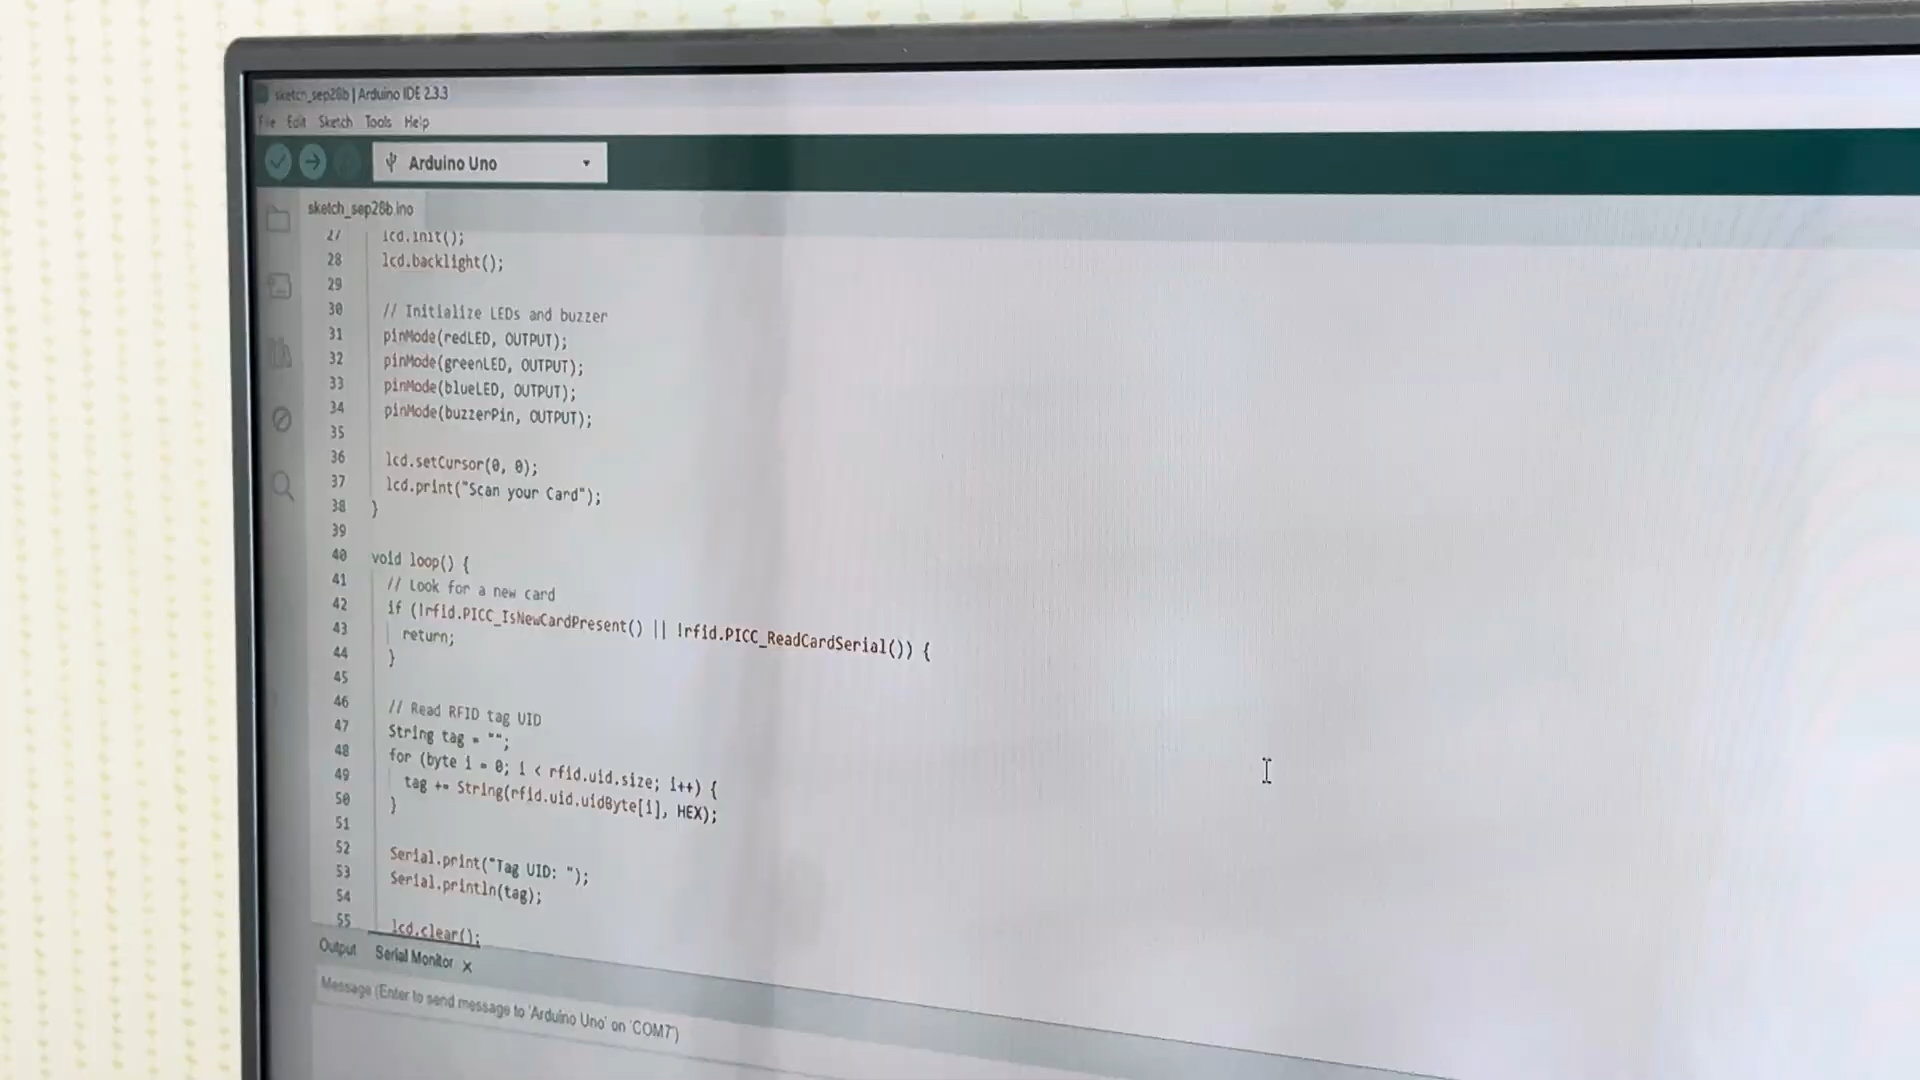 sketch_sep28b | Arduino IDE 2.3.3
File Edit Sketch Tools Help
Arduino Uno
sketch_sep28b.ino
27 lcd.init();
28 lcd.backlight();
29
30 // Initialize LEDs and buzzer
31 pinMode(redLED, OUTPUT);
32 pinMode(greenLED, OUTPUT);
33 pinMode(blueLED, OUTPUT);
34 pinMode(buzzerPin, OUTPUT);
35
36 lcd.setCursor(0, 0);
37 lcd.print("Scan your Card");
38 }
39
40 void loop() {
41 // Look for a new card
42 if (!rfid.PICC_IsNewCardPresent() || !rfid.PICC_ReadCardSerial()) {
43 return;
44 }
45
46 // Read RFID tag UID
47 String tag = "";
48 for (byte i = 0; i < rfid.uid.size; i++) {
49 tag += String(rfid.uid.uidByte[i], HEX);
50 }
51
52 Serial.print("Tag UID: ");
53 Serial.println(tag);
54
55 lcd.clear();
Output Serial Monitor x
Message (Enter to send message to 'Arduino Uno' on 'COM7')